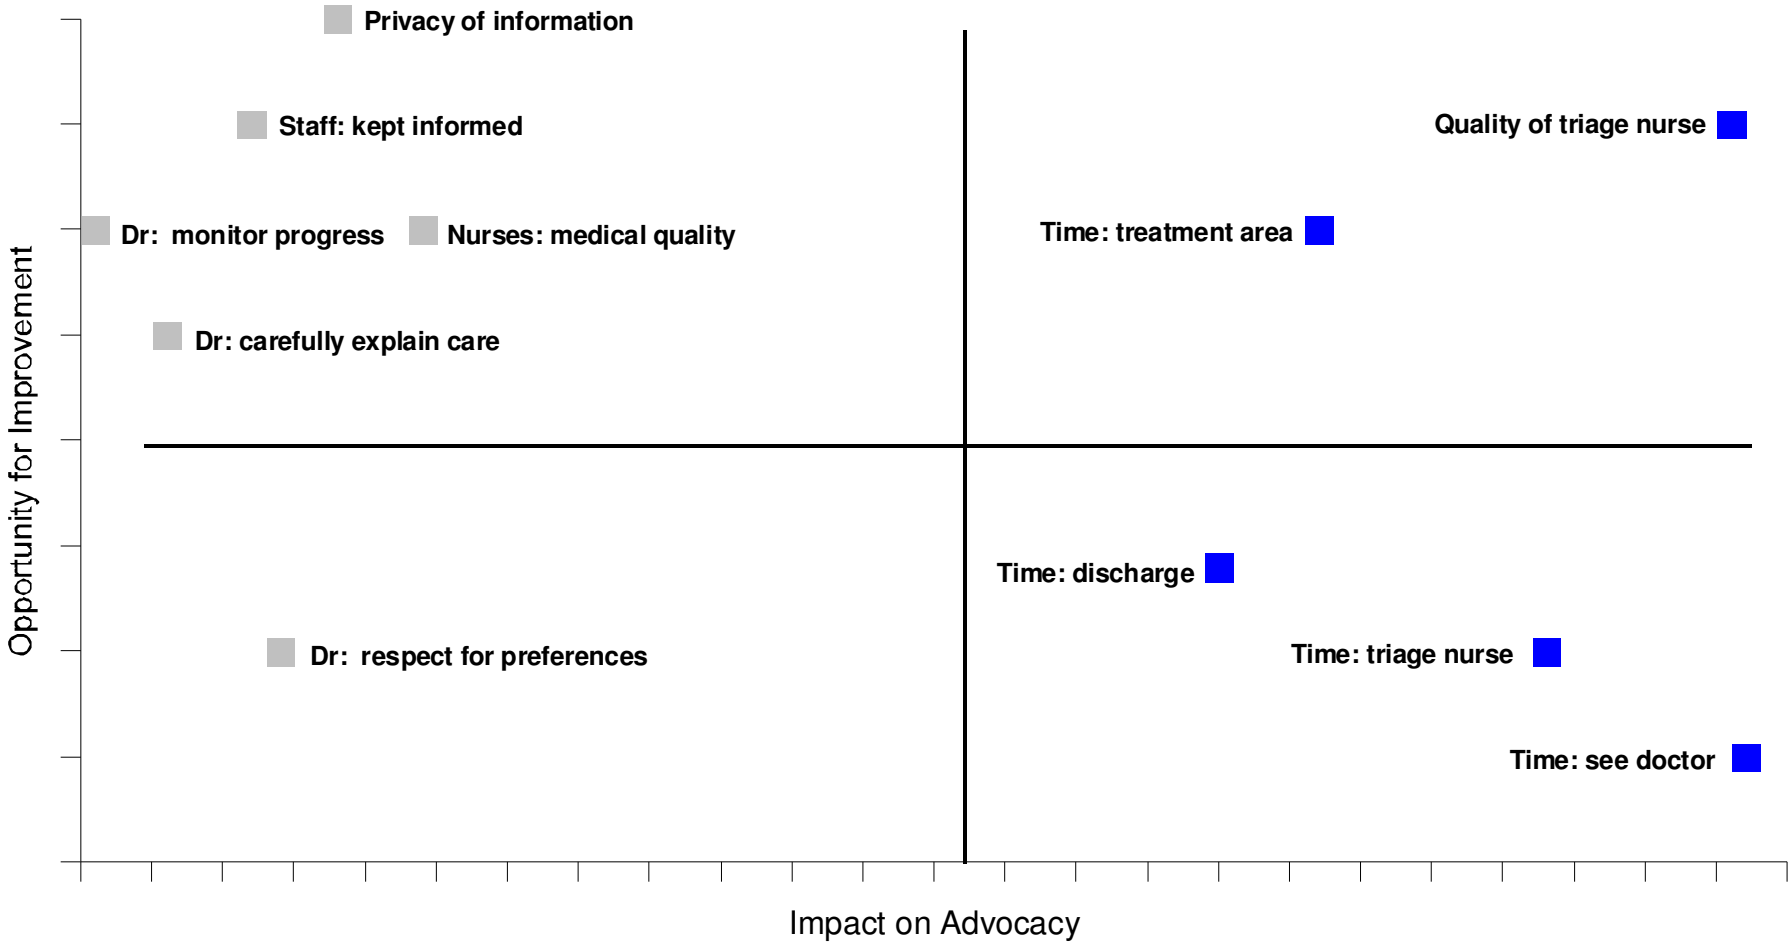 Privacy of information
Staff: kept informed
Quality of triage nurse
Dr: monitor progress
Nurses: medical quality
Time: treatment area
Dr: carefully explain care
Opportunity for Improvement
Time: discharge
Dr: respect for preferences
Time: triage nurse
Time: see doctor
Impact on Advocacy